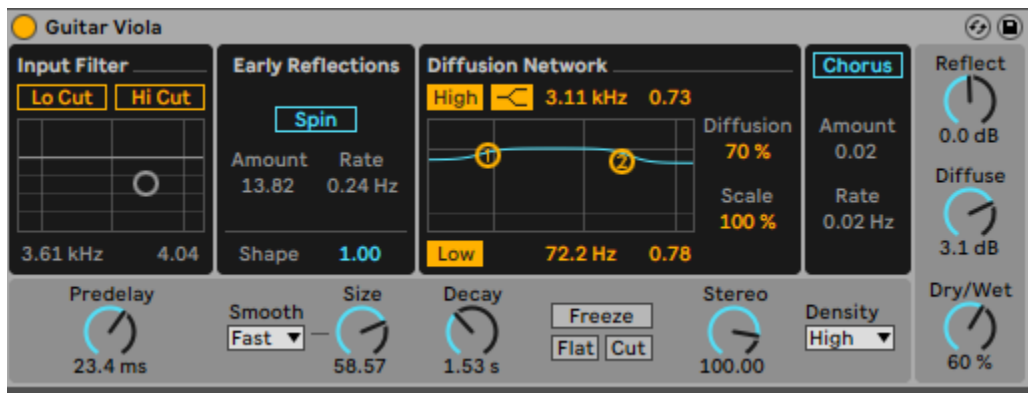 Guitar Viola
Input Filter
Lo Cut Hi Cut
3.61 kHz 4.04
Early Reflections
Spin
Amount Rate
13.82 0.24 Hz
Shape 1.00
Diffusion Network
High 3.11 kHz 0.73
1 2
Diffusion
70 %
Scale
100 %
Low 72.2 Hz 0.78
Chorus
Amount
0.02
Rate
0.02 Hz
Reflect
0.0 dB
Diffuse
3.1 dB
Dry/Wet
60 %
Predelay
23.4 ms
Smooth
Fast
Size
58.57
Decay
1.53 s
Freeze
Flat Cut
Stereo
100.00
Density
High